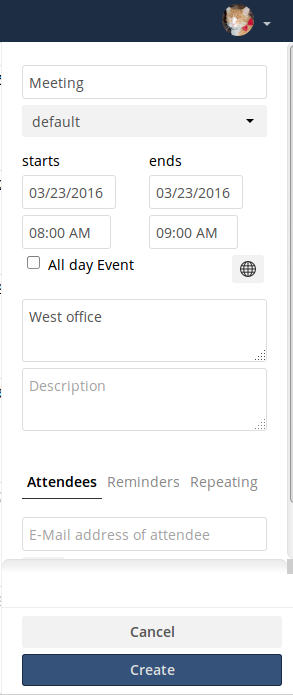 Meeting
default
starts ends
03/23/2016 03/23/2016
08:00 AM 09:00 AM
All day Event
West office
Description
Attendees Reminders Repeating
E-Mail address of attendee
Cancel
Create